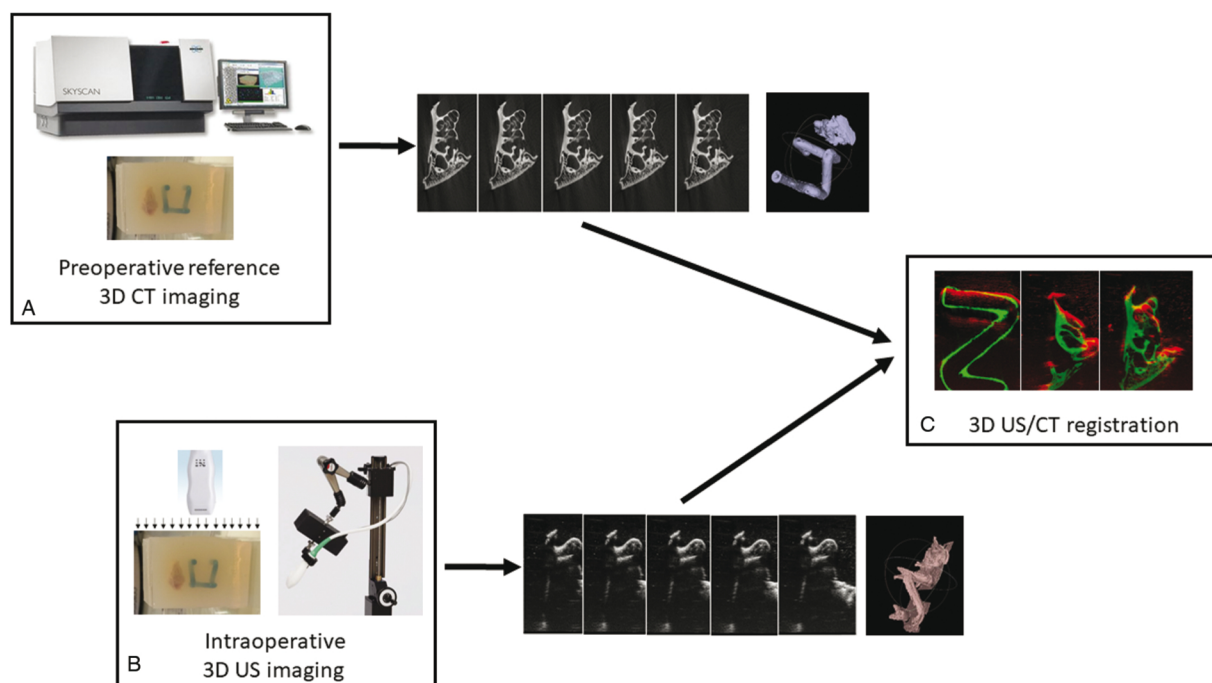 SKYSCAN
Preoperative reference
3D CT imaging
A
C
3D US/CT registration
Intraoperative
3D US imaging
B